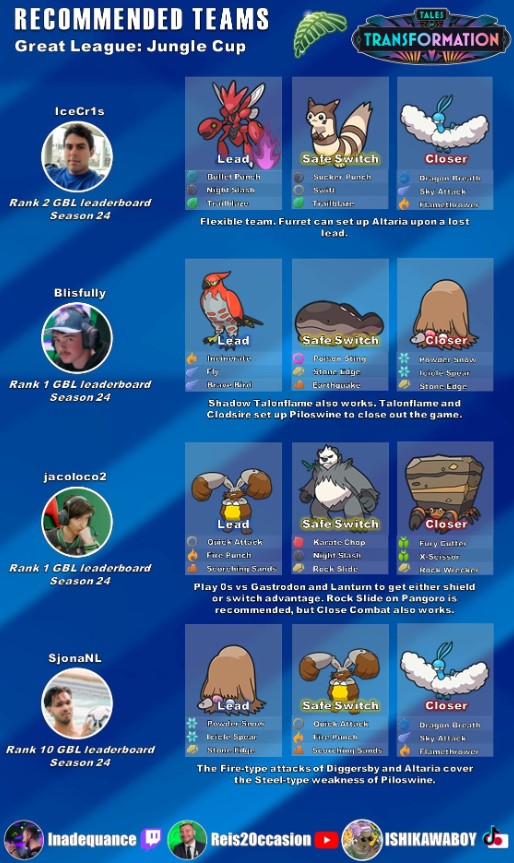 RECOMMENDED TEAMS
Great League: Jungle Cup
TALES
OF
TRANSFORMATION
IceCr1s
Rank 2 GBL leaderboard
Season 24
Lead
Bullet Punch
Night Slash
Trailblaze
Safe Switch
Sucker Punch
Swift
Trailblaze
Closer
Dragon Breath
Sky Attack
Flamethrower
Flexible team. Furret can set up Altaria upon a lost
lead.
Blisfully
Rank 1 GBL leaderboard
Season 24
Lead
Incinerate
Fly
Brave Bird
Safe Switch
Poison Sting
Stone Edge
Earthquake
Closer
Powder Snow
Icicle Spear
Stone Edge
Shadow Talonflame also works. Talonflame and
Clodsire set up Piloswine to close out the game.
jacoloco2
Rank 1 GBL leaderboard
Season 24
Lead
Quick Attack
Fire Punch
Scorching Sands
Safe Switch
Karate Chop
Night Slash
Rock Slide
Closer
Fury Cutter
X-Scissor
Rock Wrecker
Play 0s vs Gastrodon and Lanturn to get either shield
or switch advantage. Rock Slide on Pangoro is
recommended, but Close Combat also works.
SjonaNL
Rank 10 GBL leaderboard
Season 24
Lead
Powder Snow
Icicle Spear
Stone Edge
Safe Switch
Quick Attack
Fire Punch
Scorching Sands
Closer
Dragon Breath
Sky Attack
Flamethrower
The Fire-type attacks of Diggersby and Altaria cover
the Steel-type weakness of Piloswine.
Inadequance
Reis2Occasion
ISHIKAWABOY